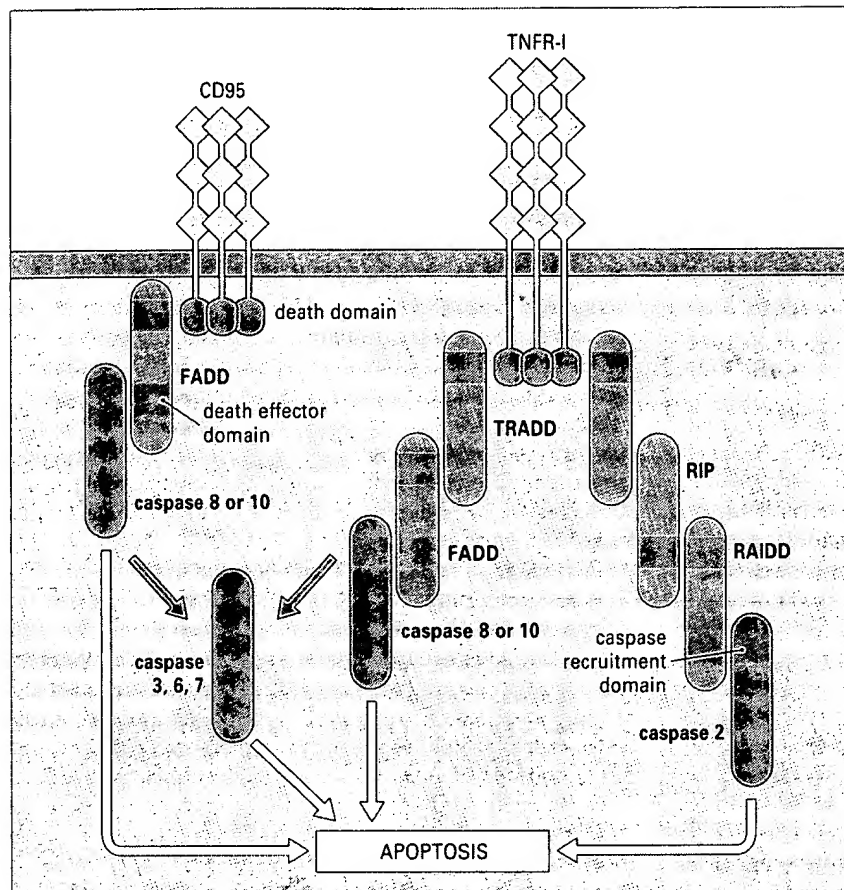 TNFR-I
CD95
death domain
FADD
death effector
domain
TRADD
RIP
caspase 8 or 10
FADD
RAIDD
caspase 8 or 10
caspase
recruitment
domain
caspase
3, 6, 7
caspase 2
APOPTOSIS